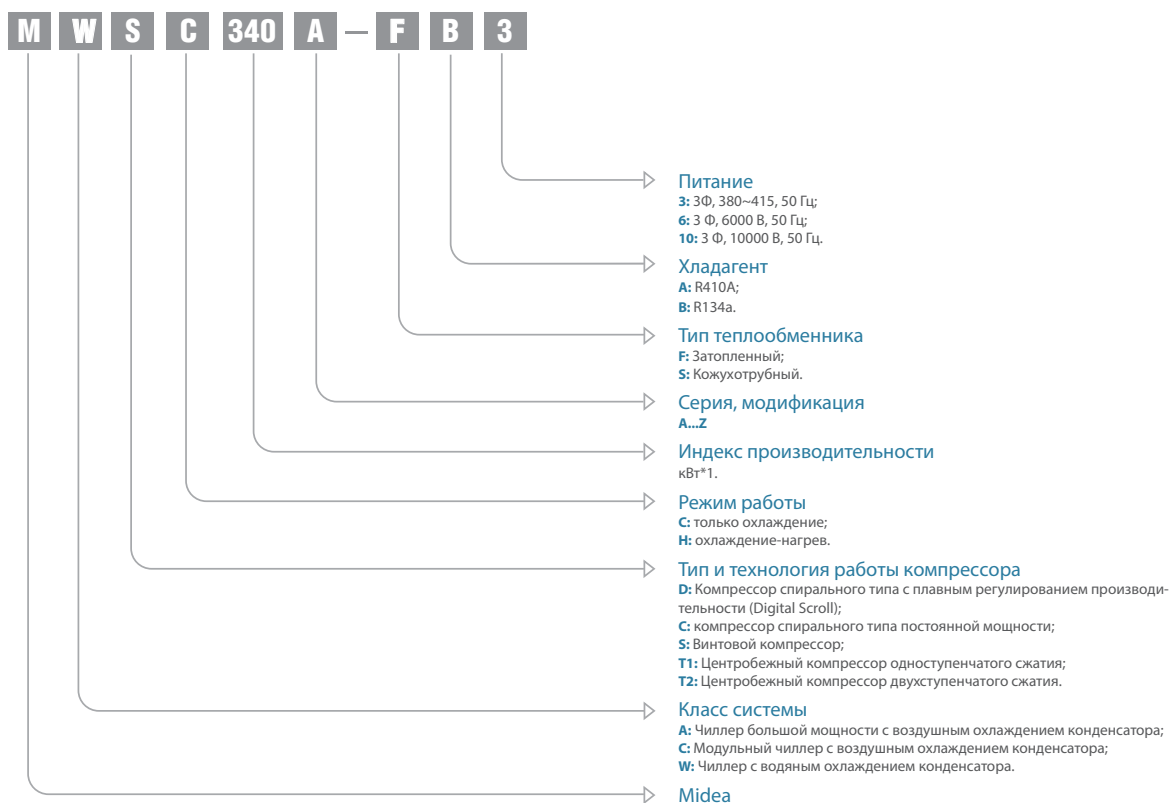 M W S C 340 A — F B 3
Питание
3: 3Ф, 380~415, 50 Гц;
6: 3 Ф, 6000 В, 50 Гц;
10: 3 Ф, 10000 В, 50 Гц.
Хладагент
A: R410A;
B: R134a.
Тип теплообменника
F: Затопленный;
S: Кожухотрубный.
Серия, модификация
A...Z
Индекс производительности
кВт*1.
Режим работы
C: только охлаждение;
H: охлаждение-нагрев.
Тип и технология работы компрессора
D: Компрессор спирального типа с плавным регулированием производи-
тельности (Digital Scroll);
C: компрессор спирального типа постоянной мощности;
S: Винтовой компрессор;
T1: Центробежный компрессор одноступенчатого сжатия;
T2: Центробежный компрессор двухступенчатого сжатия.
Класс системы
A: Чиллер большой мощности с воздушным охлаждением конденсатора;
C: Модульный чиллер с воздушным охлаждением конденсатора;
W: Чиллер с водяным охлаждением конденсатора.
Midea